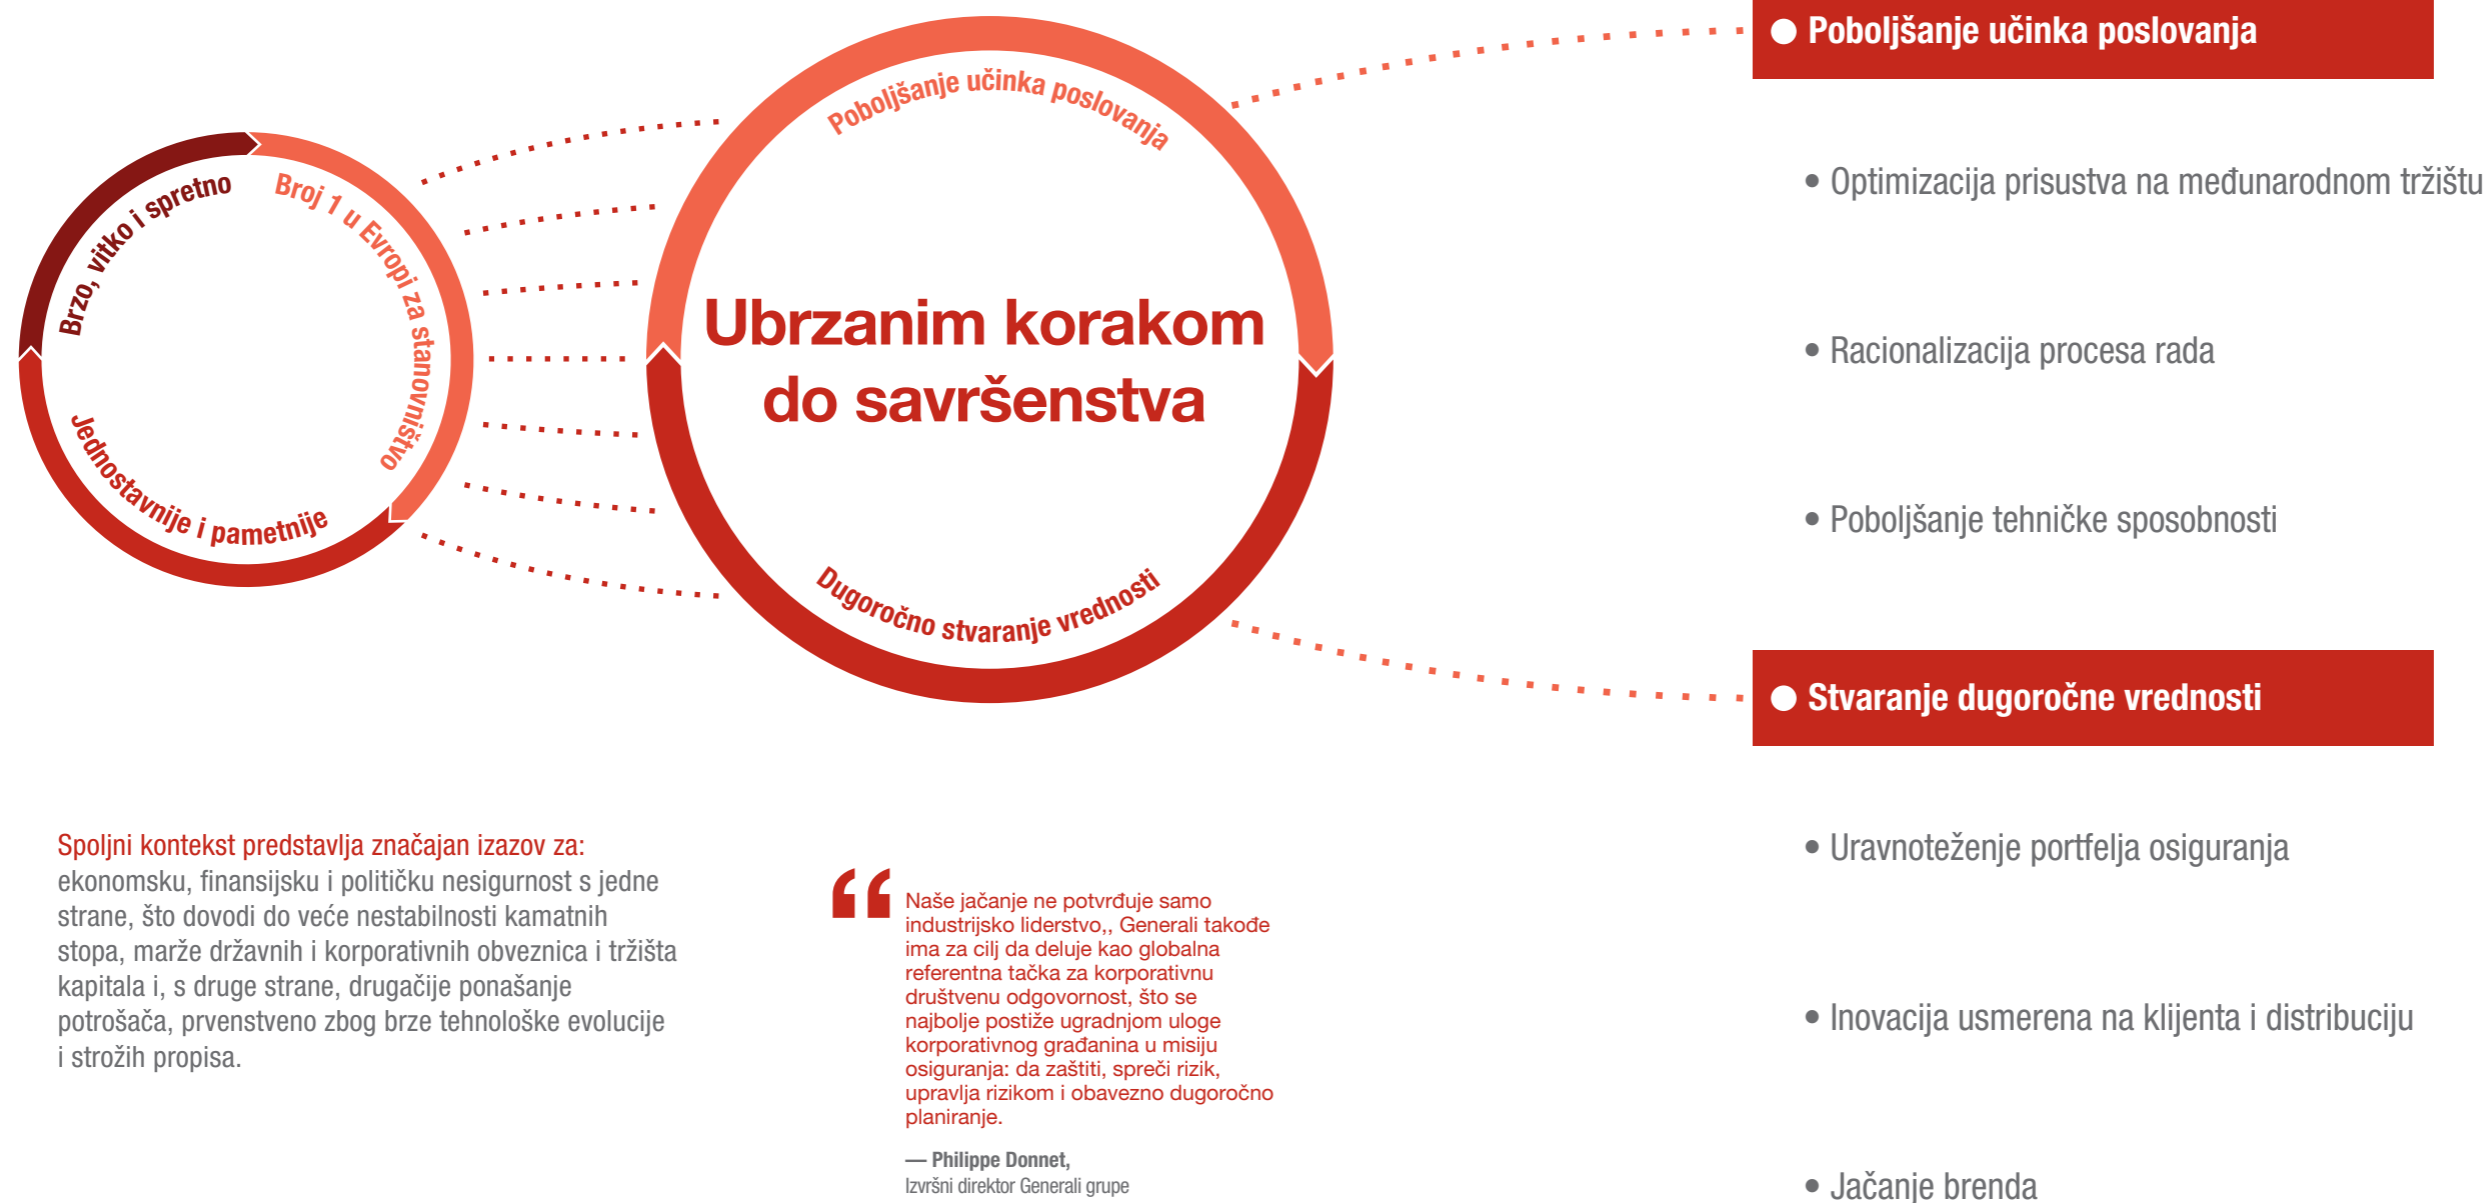 Brzo, vitko i spretno
Broj 1 u Evropi za stanovništvo
Jednostavnije i pametnije
Poboljšanje učinka poslovanja
Ubrzanim korakom
do savršenstva
Dugoročno stvaranje vrednosti
Poboljšanje učinka poslovanja
• Optimizacija prisustva na međunarodnom tržištu
• Racionalizacija procesa rada
• Poboljšanje tehničke sposobnosti
Stvaranje dugoročne vrednosti
• Uravnoteženje portfelja osiguranja
• Inovacija usmerena na klijenta i distribuciju
• Jačanje brenda
Spoljni kontekst predstavlja značajan izazov za:
ekonomsku, finansijsku i političku nesigurnost s jedne
strane, što dovodi do veće nestabilnosti kamatnih
stopa, marže državnih i korporativnih obveznica i tržišta
kapitala i, s druge strane, drugačije ponašanje
potrošača, prvenstveno zbog brze tehnološke evolucije
i strožih propisa.
“
Naše jačanje ne potvrđuje samo
industrijsko liderstvo,, Generali takođe
ima za cilj da deluje kao globalna
referentna tačka za korporativnu
društvenu odgovornost, što se
najbolje postiže ugradnjom uloge
korporativnog građanina u misiju
osiguranja: da zaštiti, spreči rizik,
upravlja rizikom i obavezno dugoročno
planiranje.
— Philippe Donnet,
Izvršni direktor Generali grupe